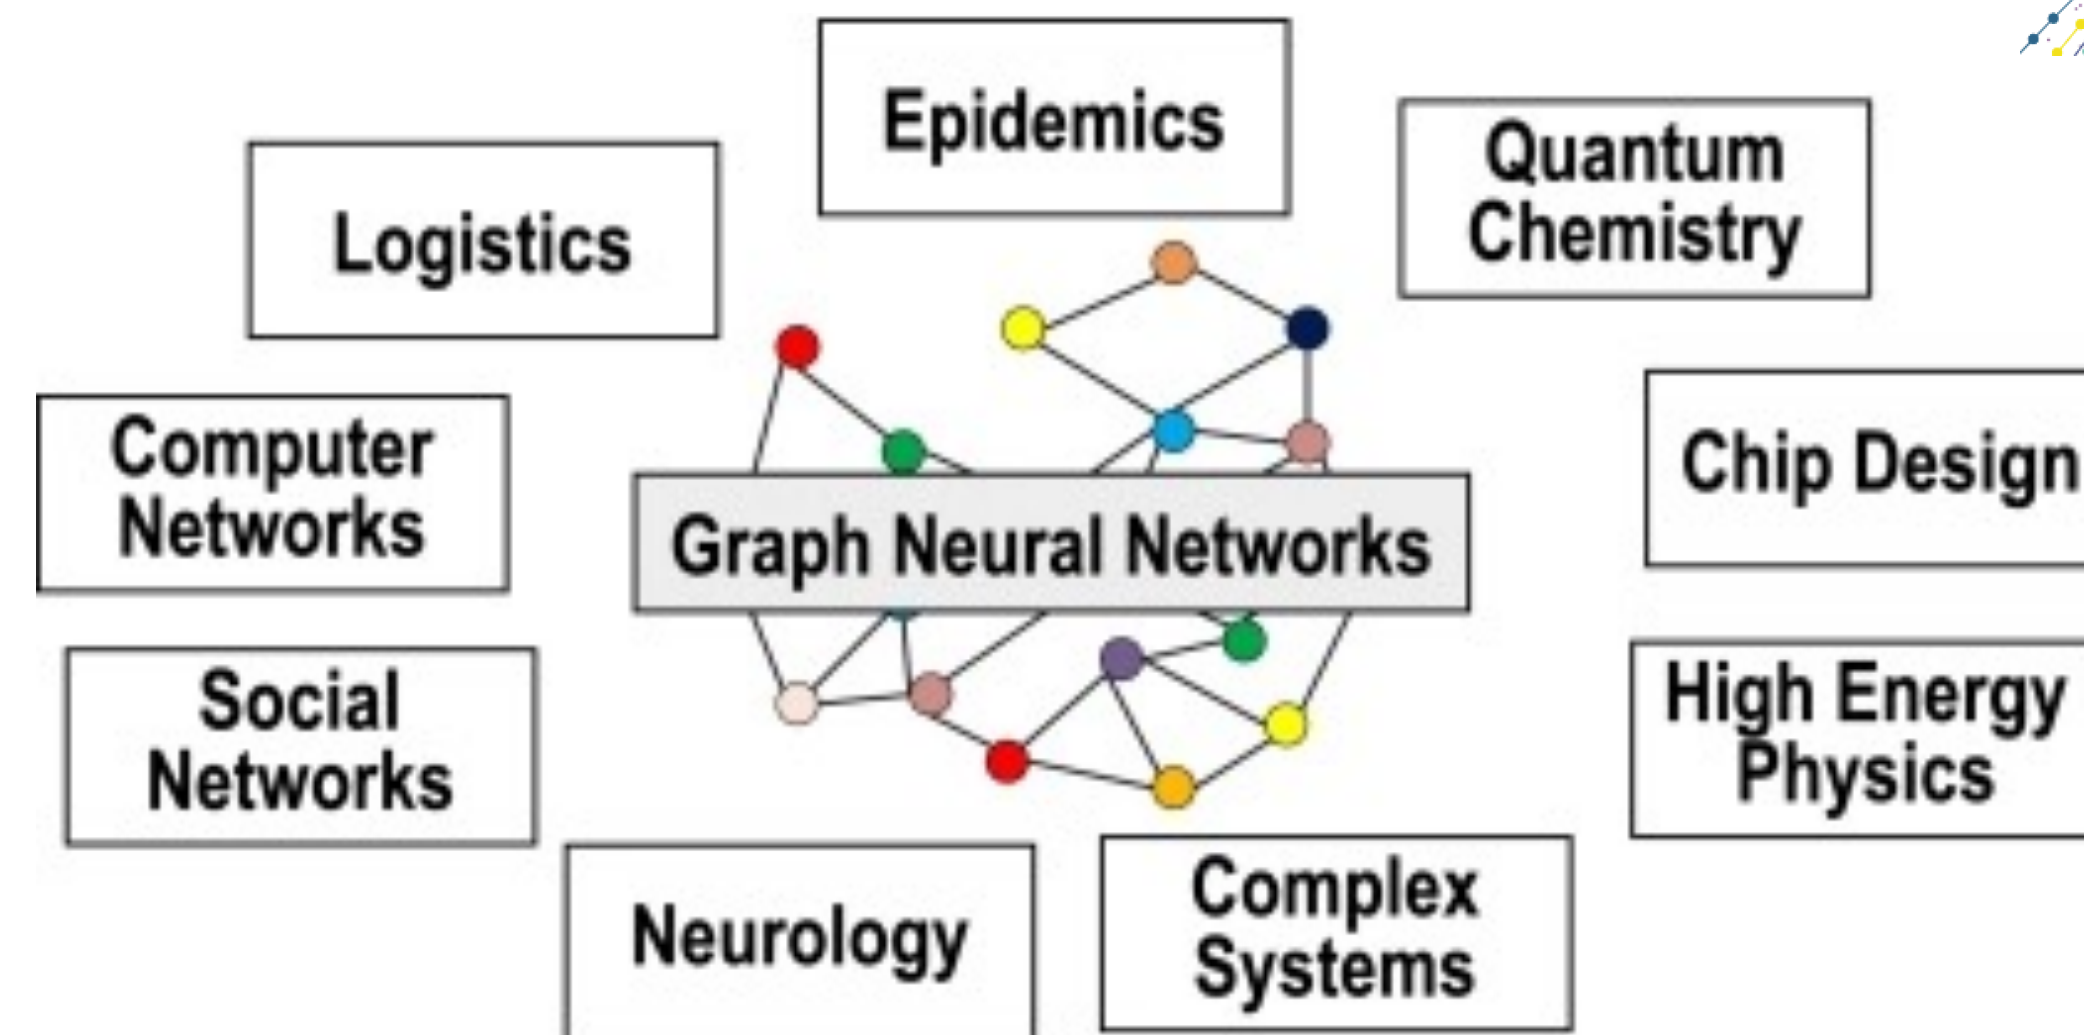 Epidemics
Quantum
Chemistry
Logistics
Computer
Networks
Chip Design
Graph Neural Networks
Social
Networks
High Energy
Physics
Neurology
Complex
Systems